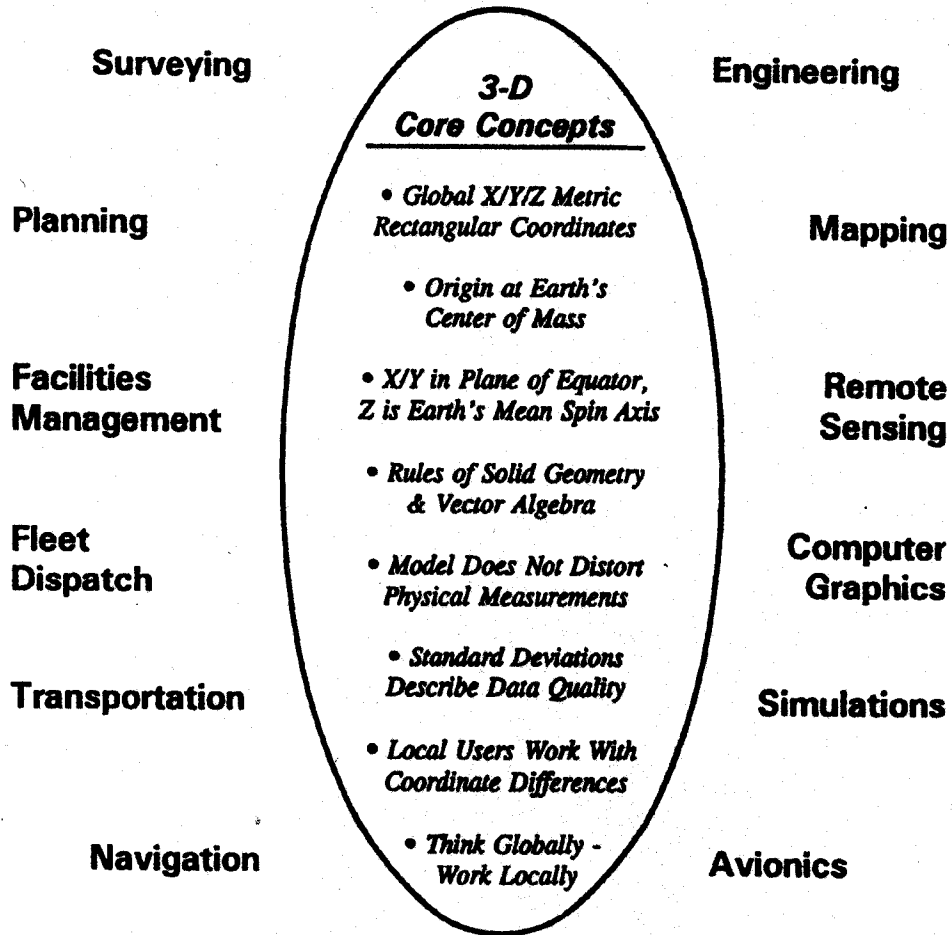 Surveying
Planning
Facilities
Management
Fleet
Dispatch
Transportation
Navigation
3-D
Core Concepts
• Global X/Y/Z Metric
Rectangular Coordinates
• Origin at Earth's
Center of Mass
• X/Y in Plane of Equator,
Z is Earth's Mean Spin Axis
• Rules of Solid Geometry
& Vector Algebra
• Model Does Not Distort
Physical Measurements
• Standard Deviations
Describe Data Quality
• Local Users Work With
Coordinate Differences
• Think Globally -
Work Locally
Engineering
Mapping
Remote
Sensing
Computer
Graphics
Simulations
Avionics